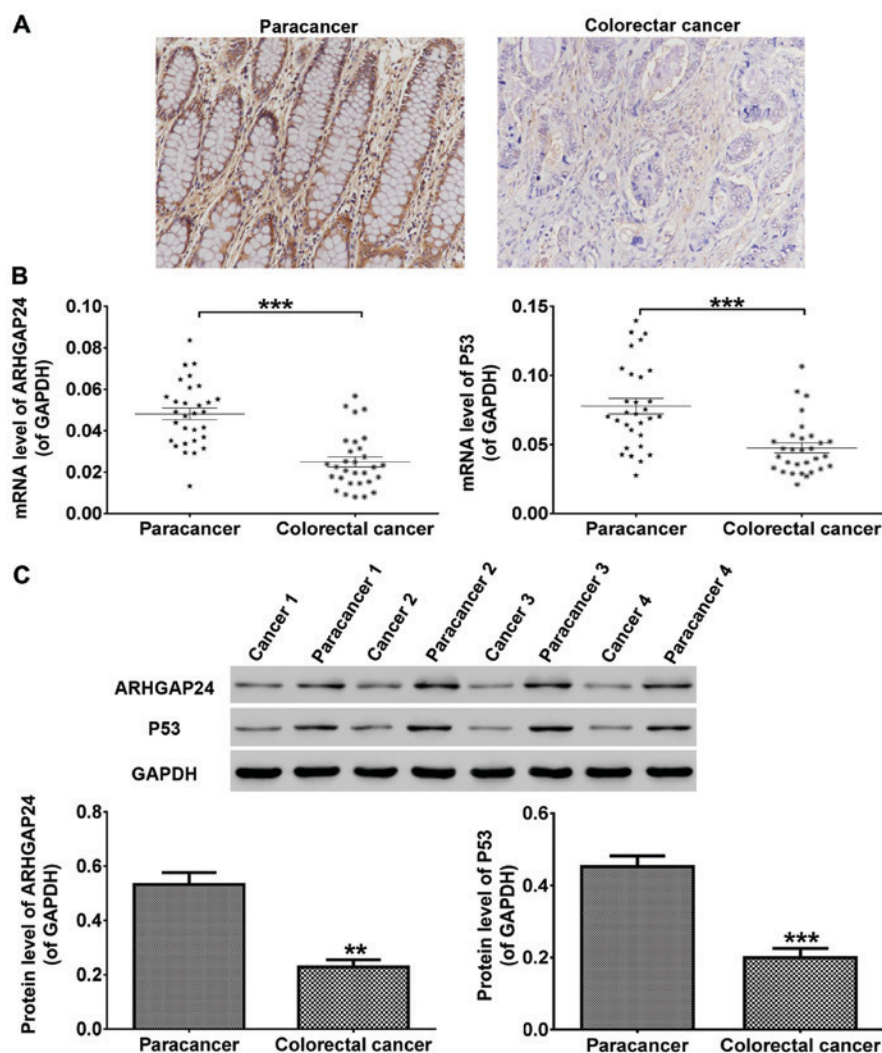 A
Paracancer
Colorectar cancer
B
mRNA level of ARHGAP24
(of GAPDH)
0.10
0.08
0.06
0.04
0.02
0.00
***
Paracancer
Colorectal cancer
mRNA level of P53
(of GAPDH)
0.15
0.10
0.05
0.00
***
Paracancer
Colorectal cancer
C
Cancer 1
Paracancer 1
Cancer 2
Paracancer 2
Cancer 3
Paracancer 3
Cancer 4
Paracancer 4
ARHGAP24
P53
GAPDH
Protein level of ARHGAP24
(of GAPDH)
0.8
0.6
0.4
0.2
0.0
**
Paracancer
Colorectal cancer
Protein level of P53
(of GAPDH)
0.6
0.4
0.2
0.0
***
Paracancer
Colorectal cancer